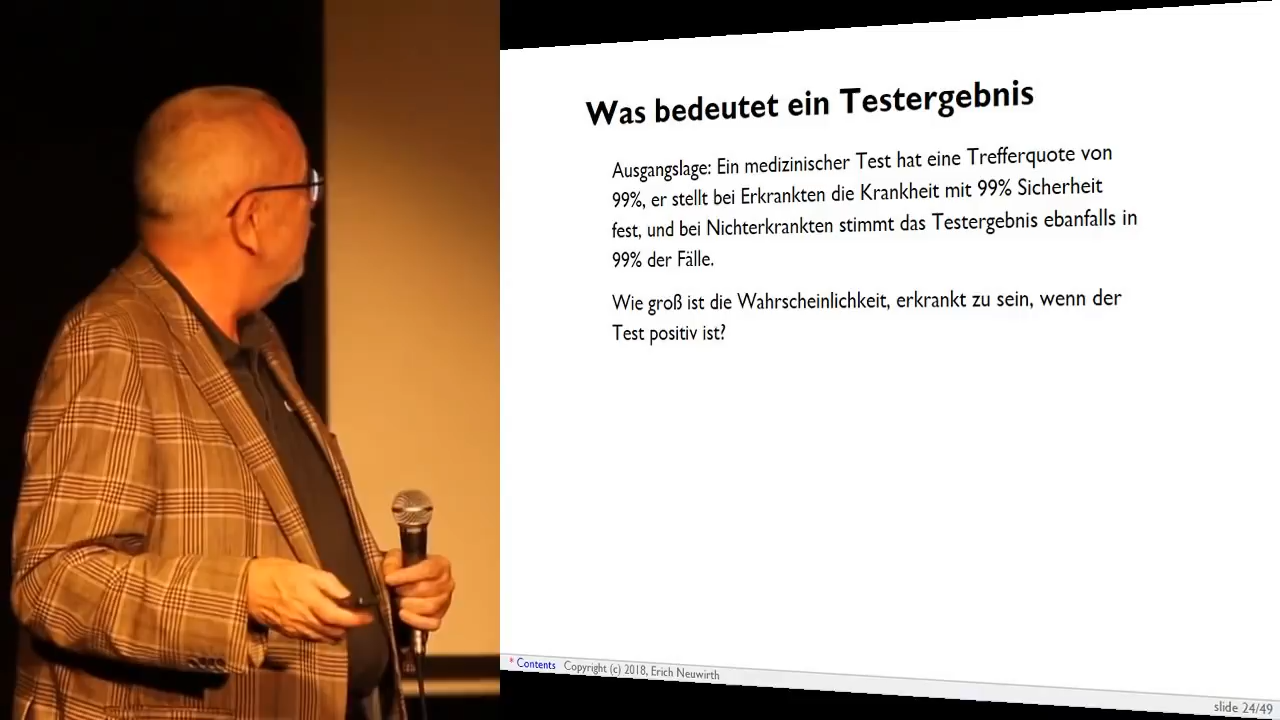 Was bedeutet ein Testergebnis
Ausgangslage: Ein medizinischer Test hat eine Trefferquote von
99%, er stellt bei Erkrankten die Krankheit mit 99% Sicherheit
fest, und bei Nichterkrankten stimmt das Testergebnis ebanfalls in
99% der Fälle.
Wie groß ist die Wahrscheinlichkeit, erkrankt zu sein, wenn der
Test positiv ist?
* Contents Copyright (c) 2018, Erich Neuwirth
slide 24/49